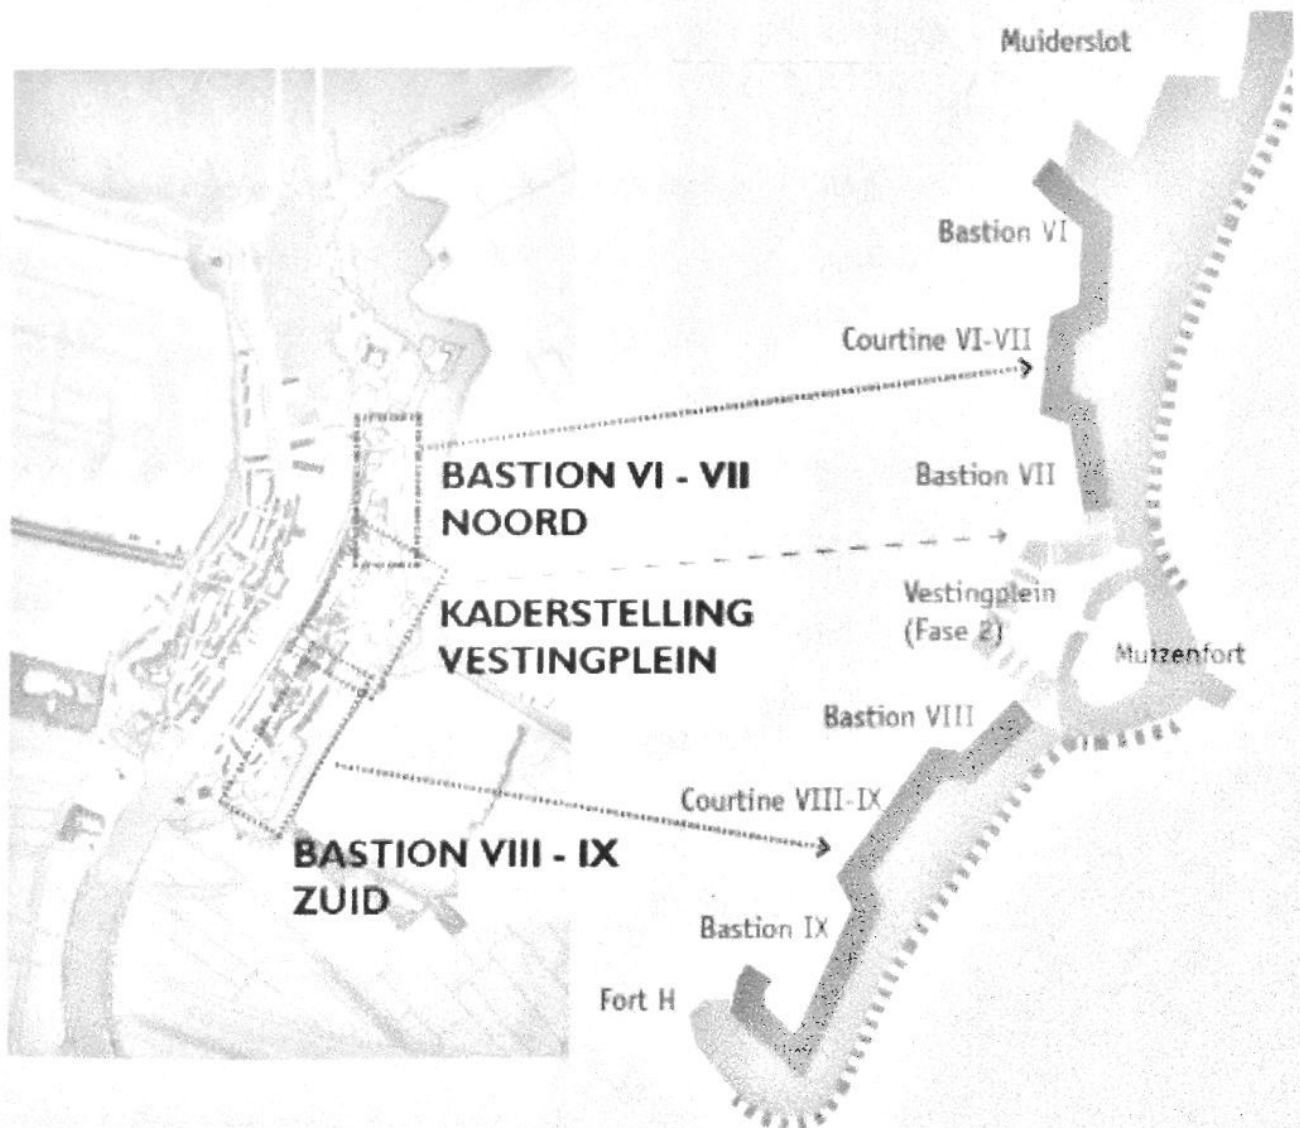 Muiderslot
Bastion VI
Courtine VI-VII
BASTION VI - VII
NOORD
Bastion VII
KADERSTELLING
VESTINGPLEIN
Vestingplein
(Fase 2)
Muizenfort
Bastion VIII
Courtine VIII-IX
BASTION VIII - IX
ZUID
Bastion IX
Fort H